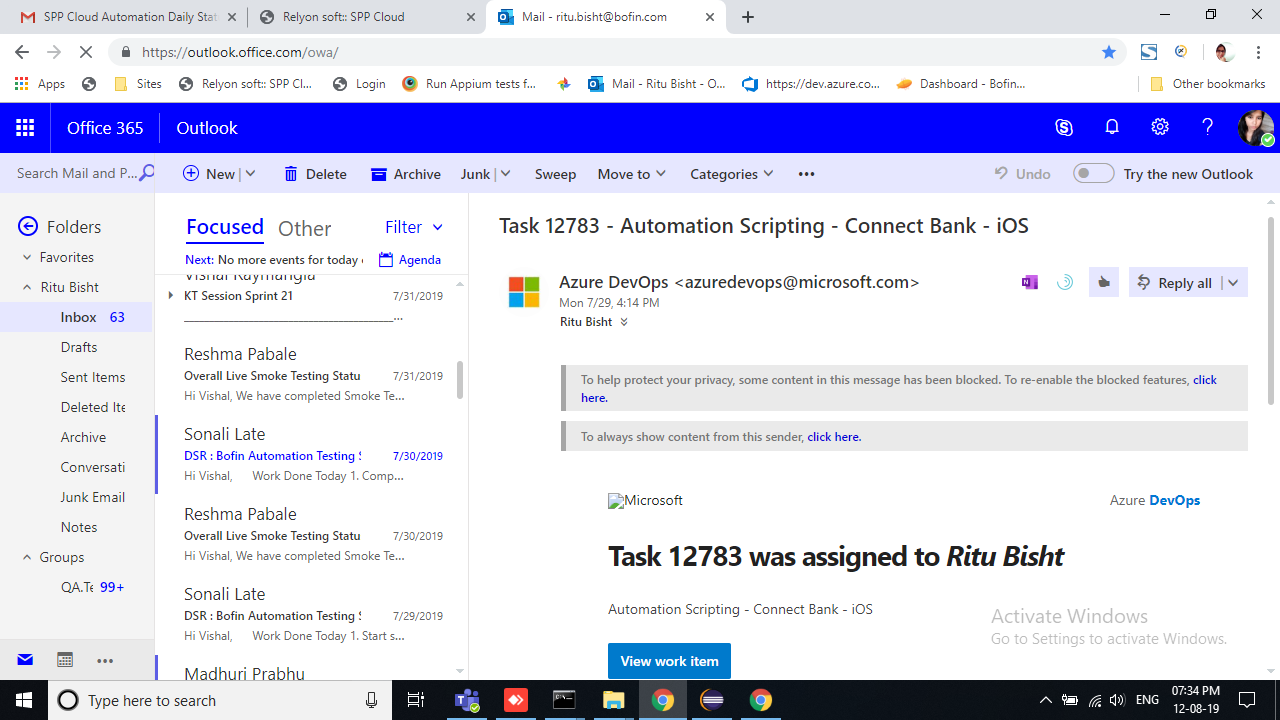 SPP Cloud Automation Daily Stat
Relyon soft:: SPP Cloud
Mail - ritu.bisht@bofin.com
https://outlook.office.com/owa/
Apps
Sites
Relyon soft:: SPP Cl...
Login
Run Appium tests f...
Mail - Ritu Bisht - O...
https://dev.azure.co...
Dashboard - Bofin...
Other bookmarks
Office 365
Outlook
Search Mail and P...
New
Delete
Archive
Junk
Sweep
Move to
Categories
Undo
Try the new Outlook
Folders
Favorites
Ritu Bisht
Inbox 63
Drafts
Sent Items
Deleted Ite
Archive
Conversati
Junk Email
Notes
Groups
QA.Te 99+
Focused Other Filter
Next: No more events for today Agenda
Vishal Raymangia
KT Session Sprint 21 7/31/2019
Reshma Pabale
Overall Live Smoke Testing Statu 7/31/2019
Hi Vishal, We have completed Smoke Te...
Sonali Late
DSR : Bofin Automation Testing S 7/30/2019
Hi Vishal, Work Done Today 1. Comp...
Reshma Pabale
Overall Live Smoke Testing Statu 7/30/2019
Hi Vishal, We have completed Smoke Te...
Sonali Late
DSR : Bofin Automation Testing S 7/29/2019
Hi Vishal, Work Done Today 1. Start s...
Madhuri Prabhu
Task 12783 - Automation Scripting - Connect Bank - iOS
Azure DevOps <azuredevops@microsoft.com>
Mon 7/29, 4:14 PM
Ritu Bisht
Reply all
To help protect your privacy, some content in this message has been blocked. To re-enable the blocked features, click
here.
To always show content from this sender, click here.
Microsoft
Azure DevOps
Task 12783 was assigned to Ritu Bisht
Automation Scripting - Connect Bank - iOS
View work item
Activate Windows
Go to Settings to activate Windows.
Type here to search
ENG
07:34 PM
12-08-19